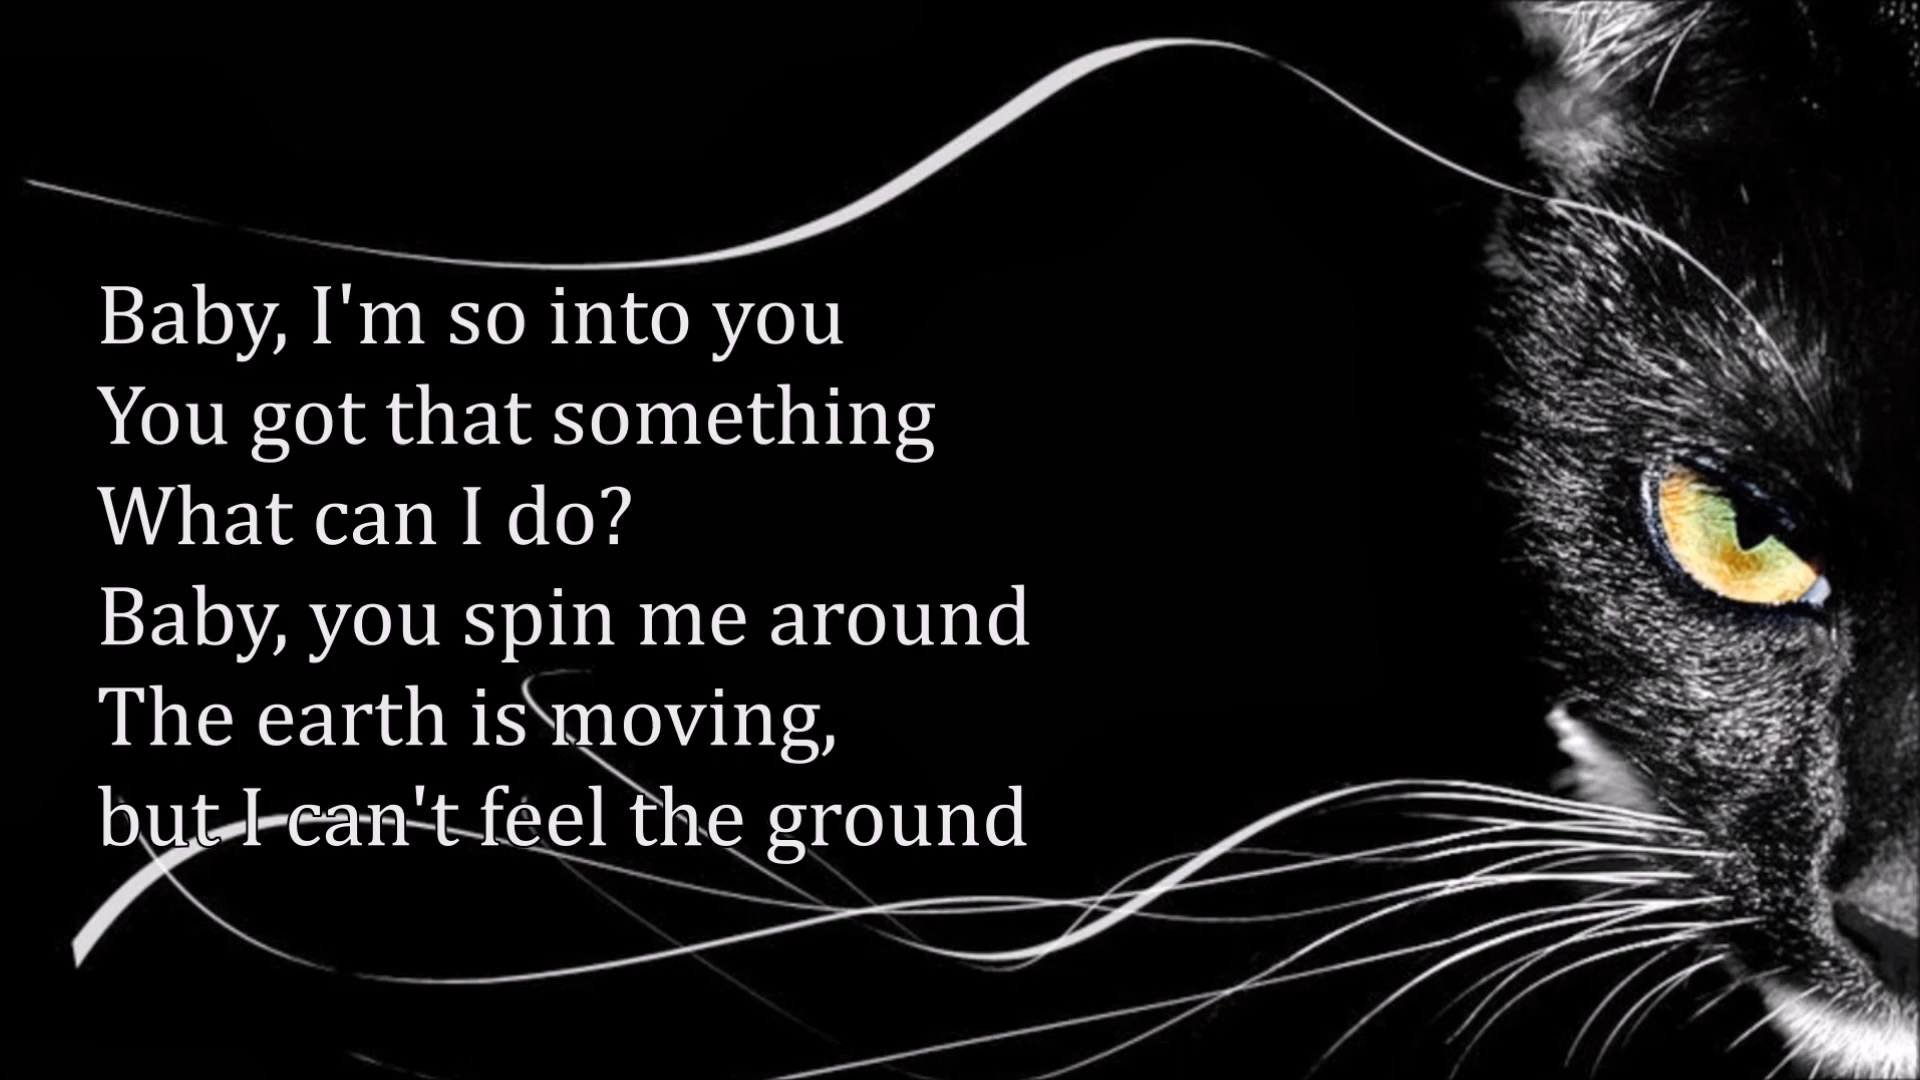 Baby, I'm so into you
You got that something
What can I do?
Baby, you spin me around
The earth is moving,
but I can't feel the ground